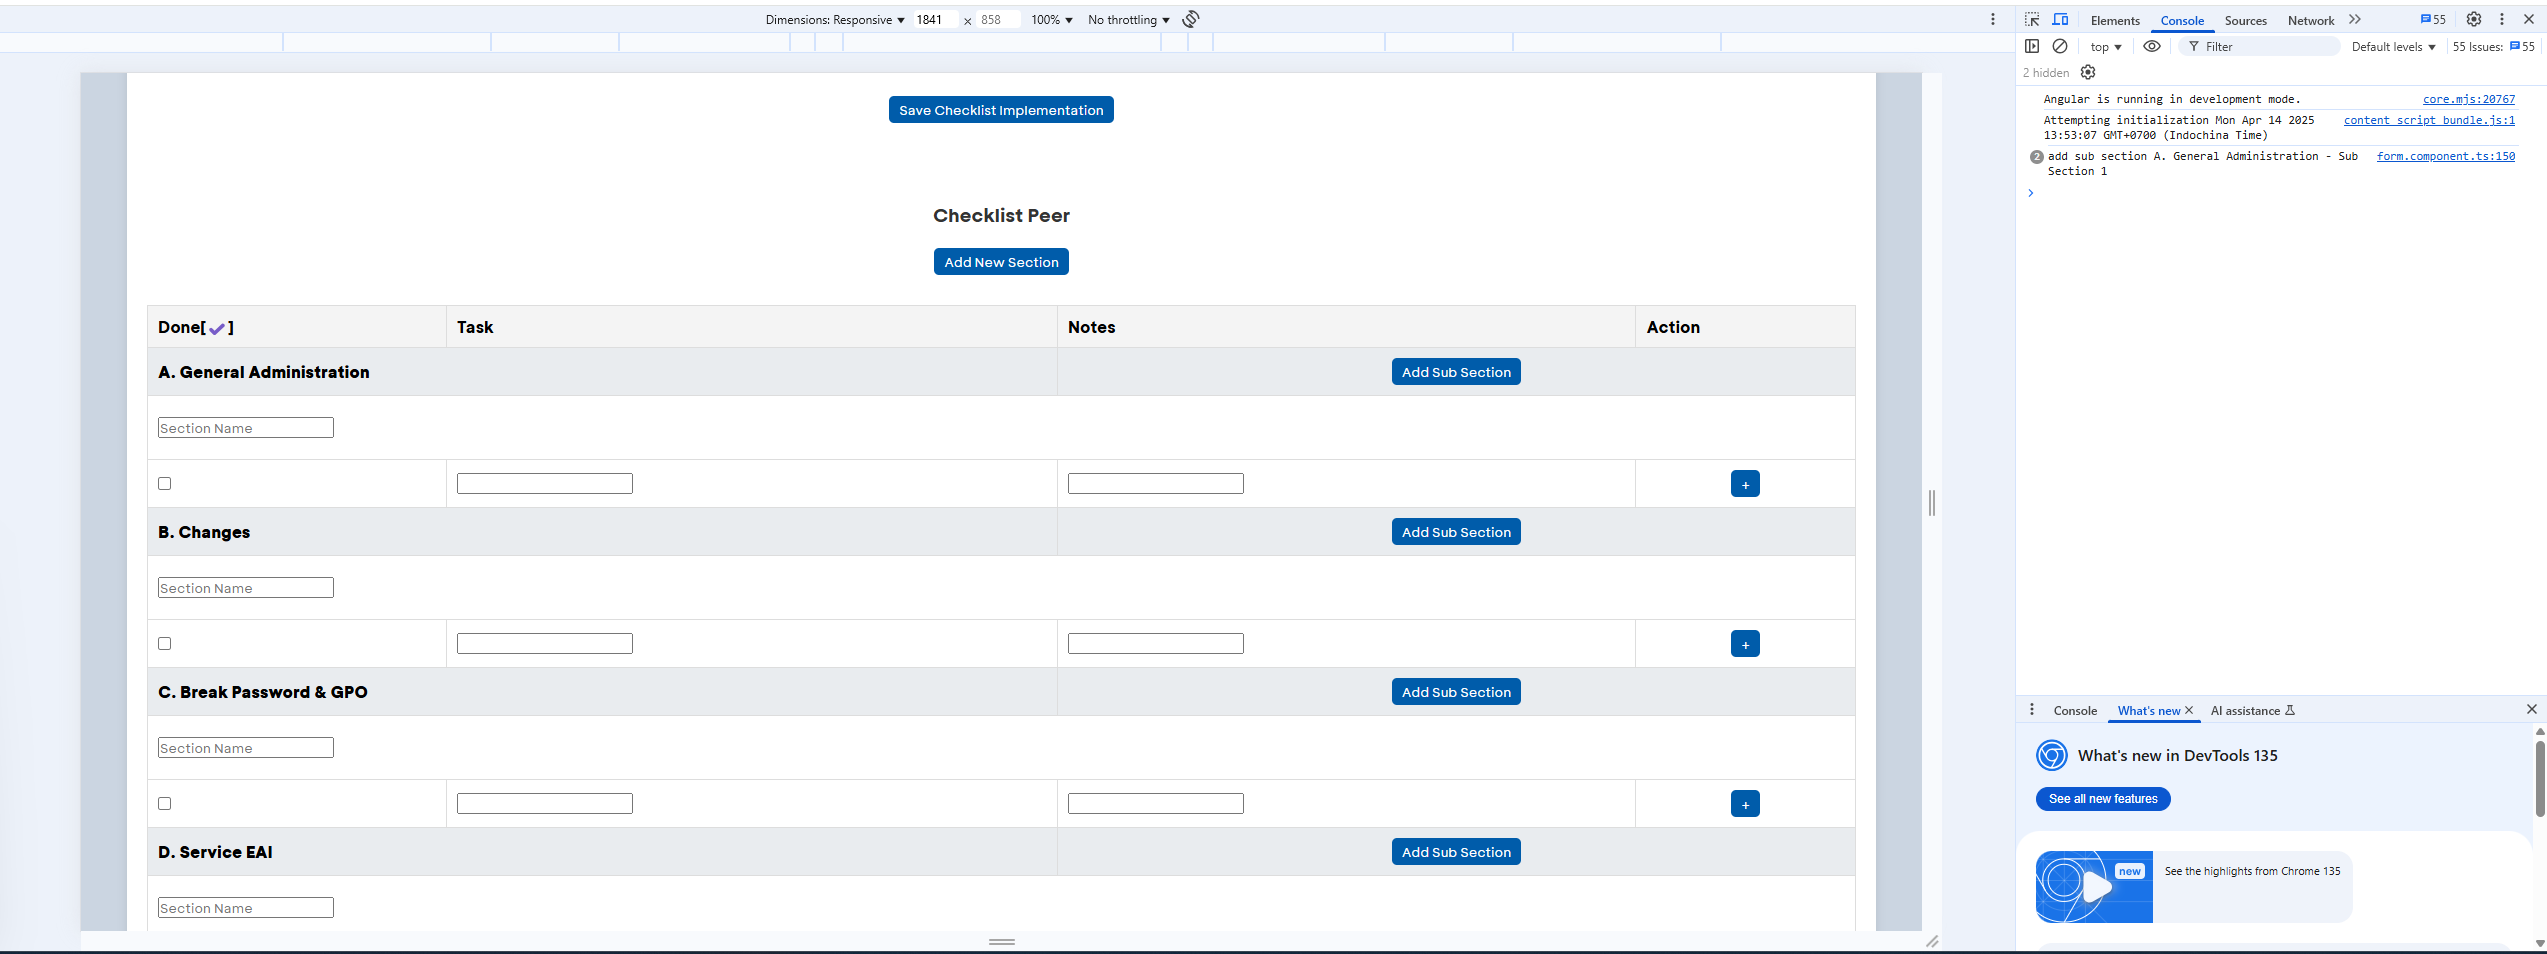 Dimensions: Responsive ▼ 1841 × 858 100% ▼ No throttling ▼
Elements Console Sources Network 55
top ▼ Filter Default levels ▼ 55 Issues: 55
2 hidden
Angular is running in development mode. core.mjs:20767
Attempting initialization Mon Apr 14 2025 content script bundle.js:1
13:53:07 GMT+0700 (Indochina Time)
2 add sub section A. General Administration - Sub form.component.ts:150
Section 1
Save Checklist Implementation
Checklist Peer
Add New Section
Done[✓] Task Notes Action
A. General Administration Add Sub Section
Section Name
+
B. Changes Add Sub Section
Section Name
+
C. Break Password & GPO Add Sub Section
Section Name
+
D. Service EAI Add Sub Section
Section Name
Console What's new AI assistance
What's new in DevTools 135
See all new features
new See the highlights from Chrome 135